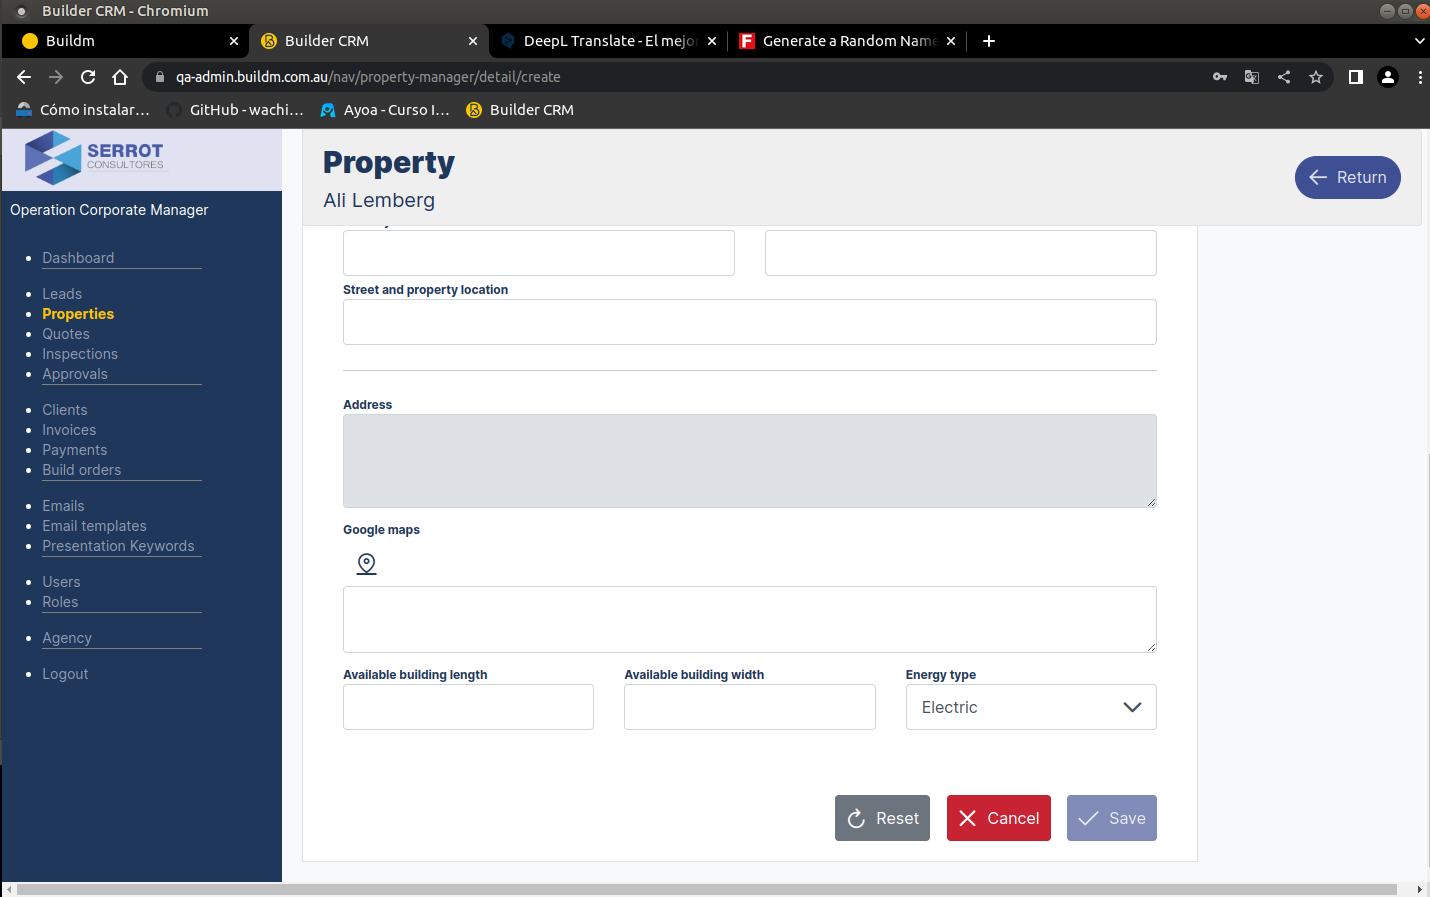 Builder CRM - Chromium
Buildm
Builder CRM
DeepL Translate - El mejo
Generate a Random Name
qa-admin.buildm.com.au/nav/property-manager/detail/create
Cómo instalar...
GitHub - wachi...
Ayoa - Curso I...
Builder CRM
SERROT
CONSULTORES
Property
Ali Lemberg
Return
Operation Corporate Manager
Dashboard
Leads
Properties
Quotes
Inspections
Approvals
Clients
Invoices
Payments
Build orders
Emails
Email templates
Presentation Keywords
Users
Roles
Agency
Logout
Street and property location
Address
Google maps
Available building length
Available building width
Energy type
Electric
Reset
Cancel
Save